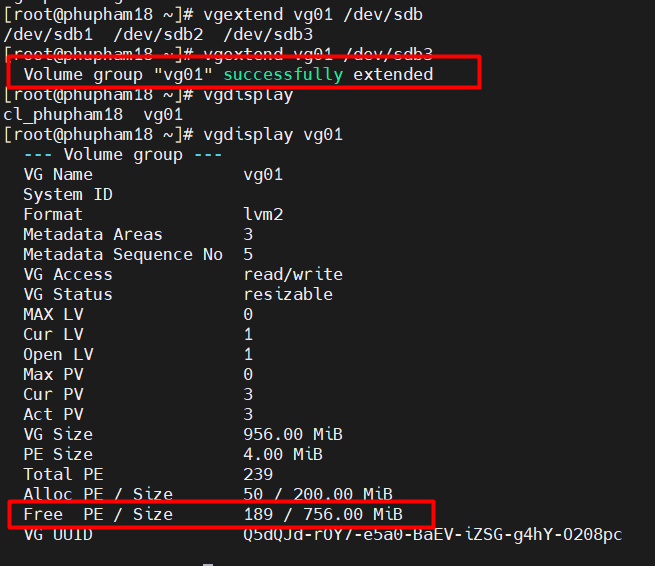 [root@phupham18 ~]# vgextend vg01 /dev/sdb
/dev/sdb1  /dev/sdb2  /dev/sdb3
[root@phupham18 ~]# vgextend vg01 /dev/sdb3
  Volume group "vg01" successfully extended
[root@phupham18 ~]# vgdisplay
cl_phupham18  vg01
[root@phupham18 ~]# vgdisplay vg01
  --- Volume group ---
  VG Name               vg01
  System ID
  Format                lvm2
  Metadata Areas        3
  Metadata Sequence No  5
  VG Access             read/write
  VG Status             resizable
  MAX LV                0
  Cur LV                1
  Open LV               1
  Max PV                0
  Cur PV                3
  Act PV                3
  VG Size               956.00 MiB
  PE Size               4.00 MiB
  Total PE              239
  Alloc PE / Size       50 / 200.00 MiB
  Free  PE / Size       189 / 756.00 MiB
  VG UUID               Q5dQJd-rOY7-e5a0-BaEV-iZSG-g4hY-O208pc